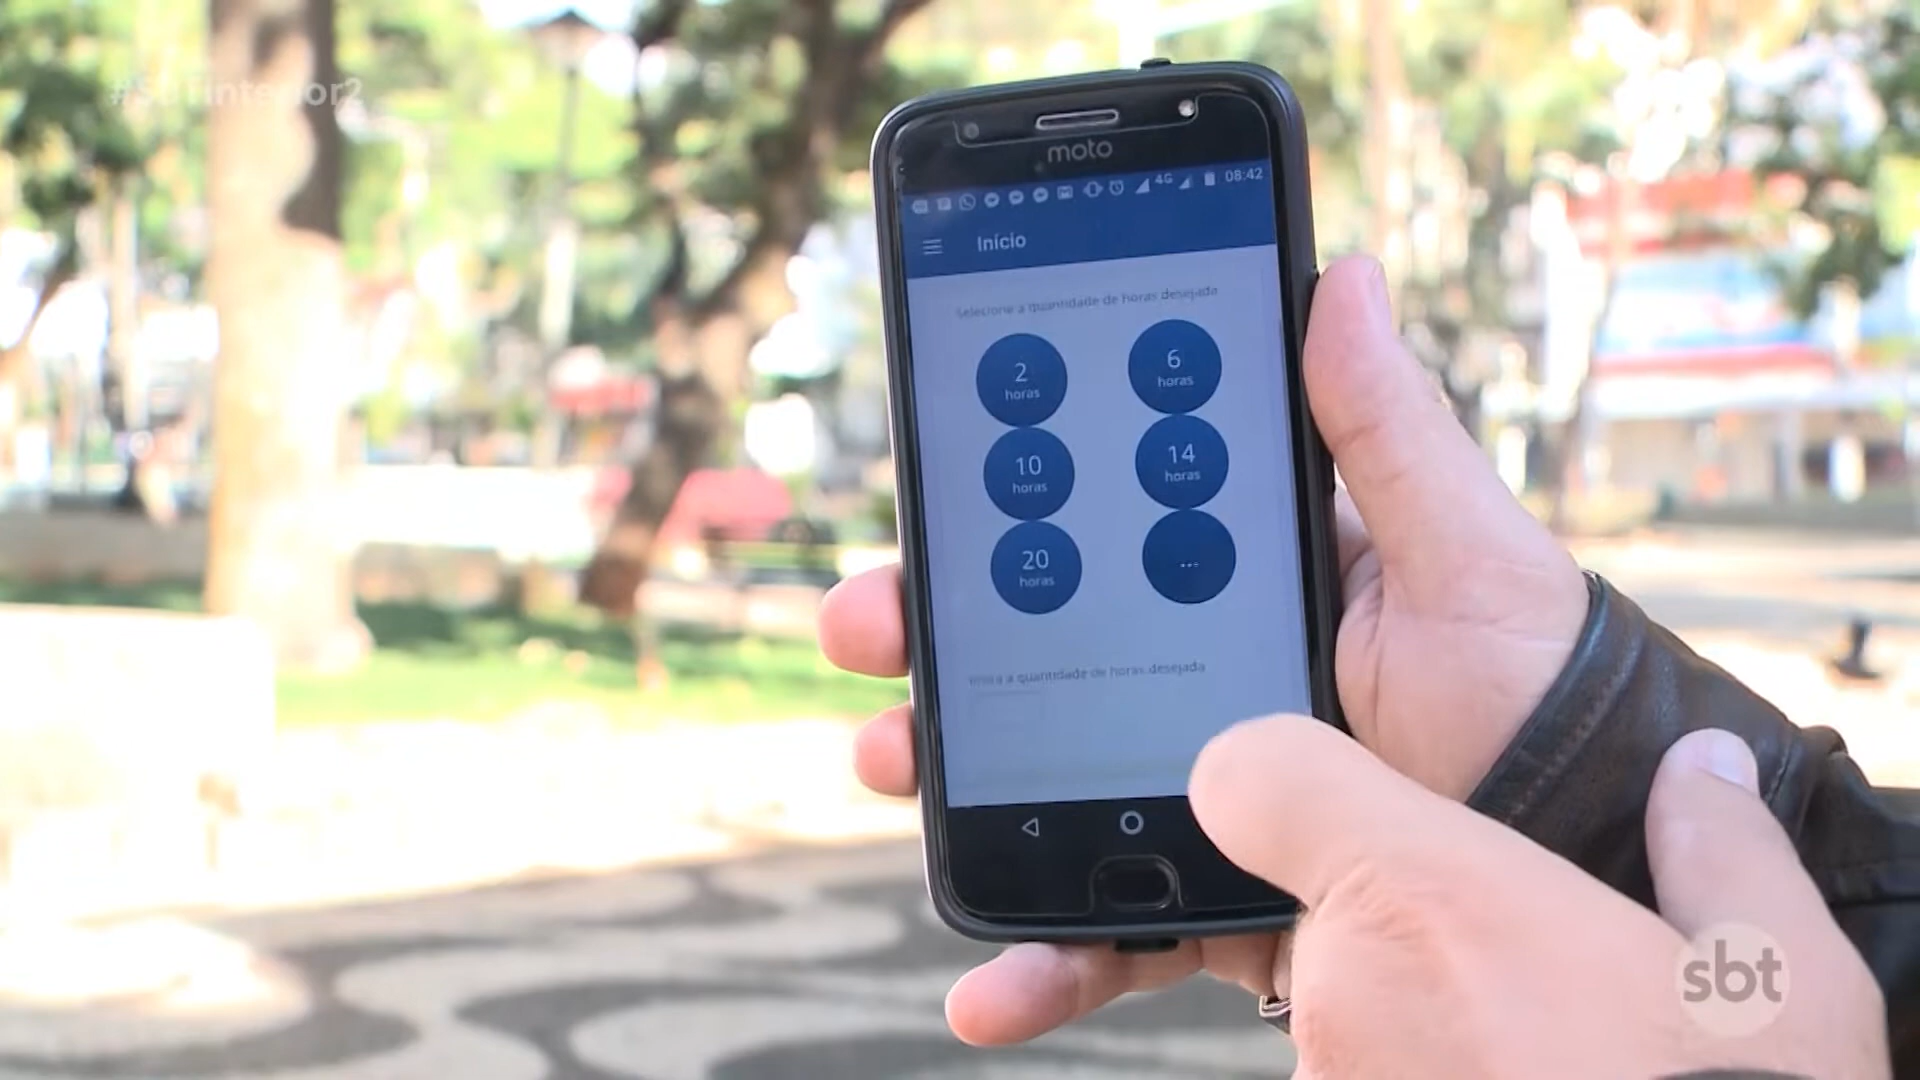 #SBTInterior2
moto
4G 08:42
Início
Selecione a quantidade de horas desejada
2
horas
6
horas
10
horas
14
horas
20
horas
...
Insira a quantidade de horas desejada
sbt